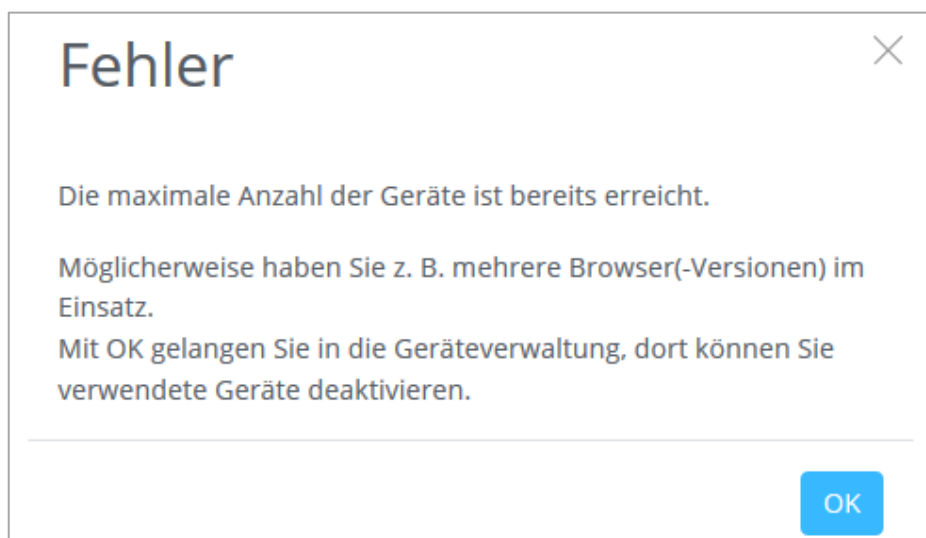 Fehler
Die maximale Anzahl der Geräte ist bereits erreicht.
Möglicherweise haben Sie z. B. mehrere Browser(-Versionen) im
Einsatz.
Mit OK gelangen Sie in die Geräteverwaltung, dort können Sie
verwendete Geräte deaktivieren.
OK